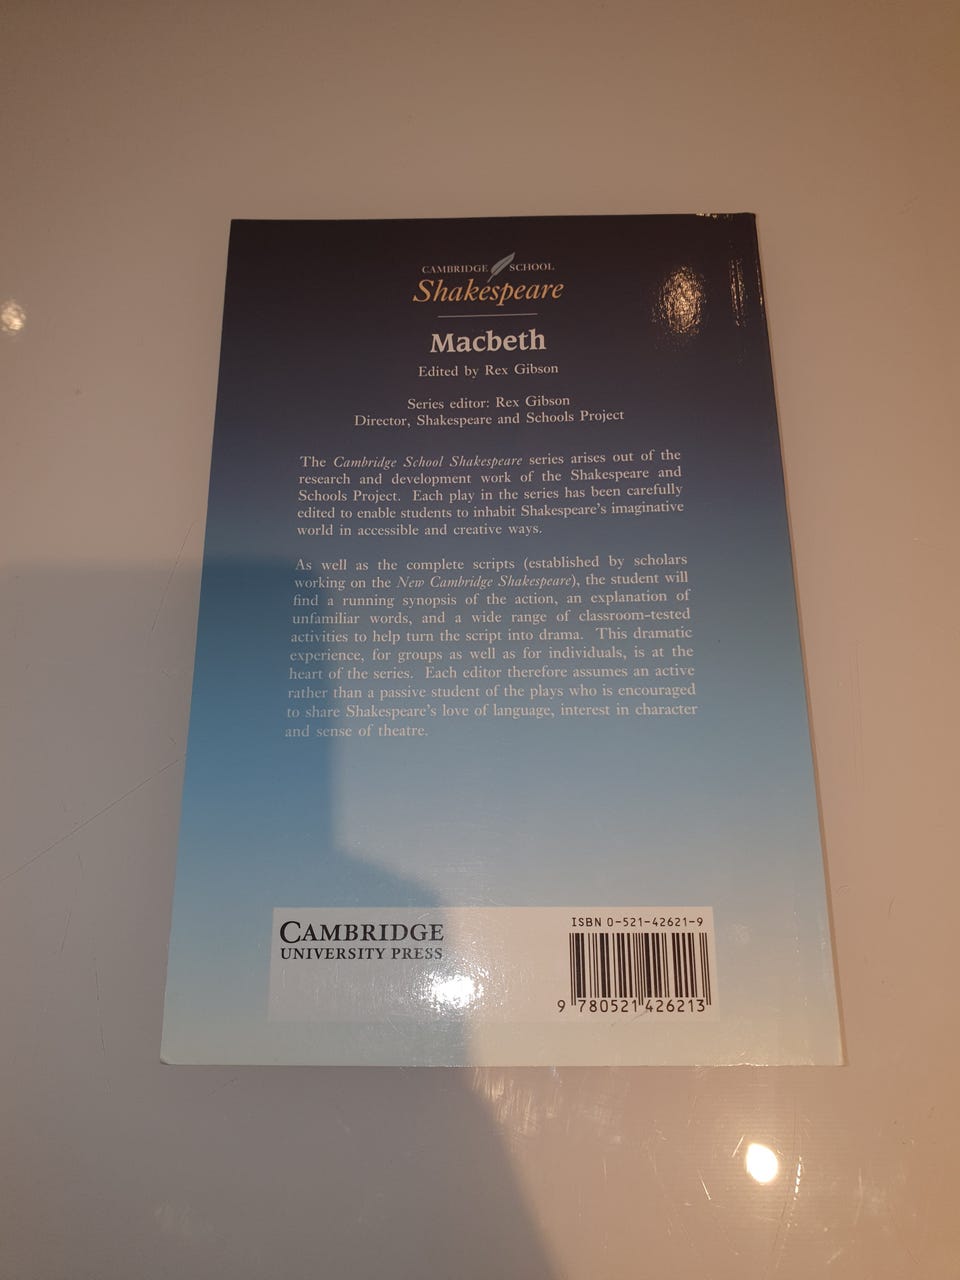 CAMBRIDGE SCHOOL
Shakespeare
Macbeth
Edited by Rex Gibson
Series editor: Rex Gibson
Director, Shakespeare and Schools Project
The Cambridge School Shakespeare series arises out of the
research and development work of the Shakespeare and
Schools Project. Each play in the series has been carefully
edited to enable students to inhabit Shakespeare's imaginative
world in accessible and creative ways.
As well as the complete scripts (established by scholars
working on the New Cambridge Shakespeare), the student will
find a running synopsis of the action, an explanation of
unfamiliar words, and a wide range of classroom-tested
activities to help turn the script into drama. This dramatic
experience, for groups as well as for individuals, is at the
heart of the series. Each editor therefore assumes an active
rather than a passive student of the plays who is encouraged
to share Shakespeare's love of language, interest in character
and sense of theatre.
CAMBRIDGE
UNIVERSITY PRESS
ISBN 0-521-42621-9
9 780521 426213